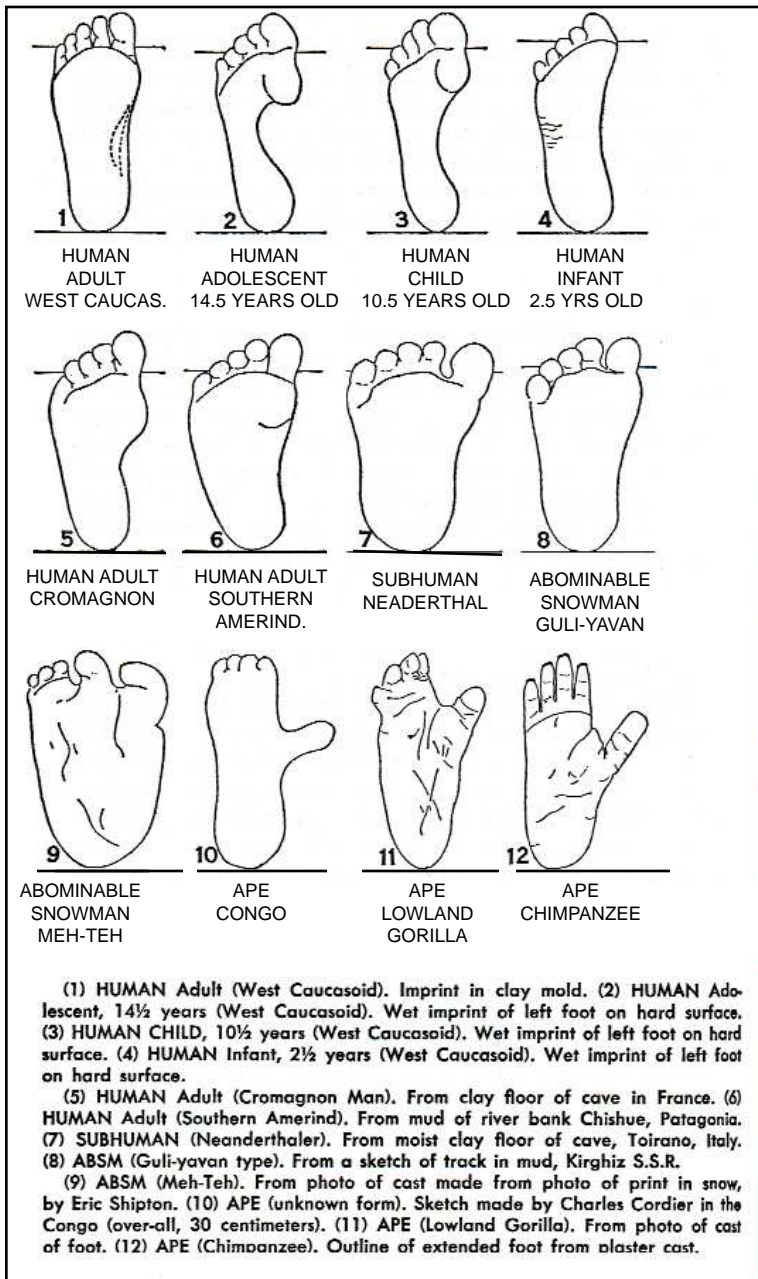 1 2 3 4
HUMAN ADULT WEST CAUCAS.
HUMAN ADOLESCENT 14.5 YEARS OLD
HUMAN CHILD 10.5 YEARS OLD
HUMAN INFANT 2.5 YRS OLD
5 6 7 8
HUMAN ADULT CROMAGNON
HUMAN ADULT SOUTHERN AMERIND.
SUBHUMAN NEADERTHAL
ABOMINABLE SNOWMAN GULI-YAVAN
9 10 11 12
ABOMINABLE SNOWMAN MEH-TEH
APE CONGO
APE LOWLAND GORILLA
APE CHIMPANZEE
(1) HUMAN Adult (West Caucasoid). Imprint in clay mold. (2) HUMAN Ado-
lescent, 14½ years (West Caucasoid). Wet imprint of left foot on hard surface.
(3) HUMAN CHILD, 10½ years (West Caucasoid). Wet imprint of left foot on hard
surface. (4) HUMAN Infant, 2½ years (West Caucasoid). Wet imprint of left foot
on hard surface.
(5) HUMAN Adult (Cromagnon Man). From clay floor of cave in France. (6)
HUMAN Adult (Southern Amerind). From mud of river bank Chishue, Patagonia.
(7) SUBHUMAN (Neanderthaler). From moist clay floor of cave, Toirano, Italy.
(8) ABSM (Guli-yavan type). From a sketch of track in mud, Kirghiz S.S.R.
(9) ABSM (Meh-Teh). From photo of cast made from photo of print in snow,
by Eric Shipton. (10) APE (unknown form). Sketch made by Charles Cordier in the
Congo (over-all, 30 centimeters). (11) APE (Lowland Gorilla). From photo of cast
of foot. (12) APE (Chimpanzee). Outline of extended foot from plaster cast.